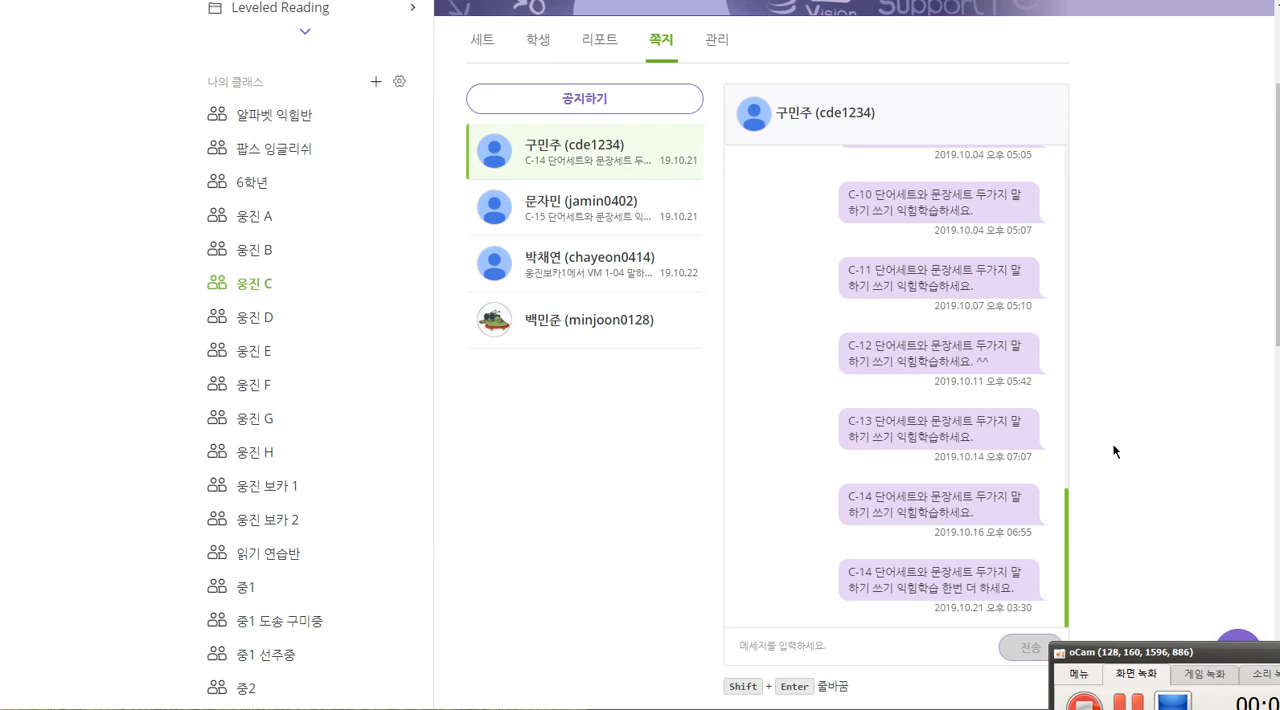 Leveled Reading
Vision
Support
세트 학생 리포트 쪽지 관리
나의 클래스
알파벳 익힘반
팝스 잉글리쉬
6학년
웅진 A
웅진 B
웅진 C
웅진 D
웅진 E
웅진 F
웅진 G
웅진 H
웅진 보카 1
웅진 보카 2
읽기 연습반
중1
중1 도송 구미중
중1 선주중
중2
공지하기
구민주 (cde1234)
C-14 단어세트와 문장세트 두... 19.10.21
문자민 (jamin0402)
C-15 단어세트와 문장세트 익... 19.10.21
박채연 (chayeon0414)
웅진보카1에서 VM 1-04 말하... 19.10.22
백민준 (minjoon0128)
구민주 (cde1234)
2019.10.04 오후 05:05
C-10 단어세트와 문장세트 두가지 말
하기 쓰기 익힘학습하세요.
2019.10.04 오후 05:07
C-11 단어세트와 문장세트 두가지 말
하기 쓰기 익힘학습하세요.
2019.10.07 오후 05:10
C-12 단어세트와 문장세트 두가지 말
하기 쓰기 익힘학습하세요. ^^
2019.10.11 오후 05:42
C-13 단어세트와 문장세트 두가지 말
하기 쓰기 익힘학습하세요.
2019.10.14 오후 07:07
C-14 단어세트와 문장세트 두가지 말
하기 쓰기 익힘학습하세요.
2019.10.16 오후 06:55
C-14 단어세트와 문장세트 두가지 말
하기 쓰기 익힘학습 한번 더 하세요.
2019.10.21 오후 03:30
메세지를 입력하세요. 전송
Shift + Enter 줄바꿈
oCam (128, 160, 1596, 886)
메뉴 화면 녹화 게임 녹화 소리